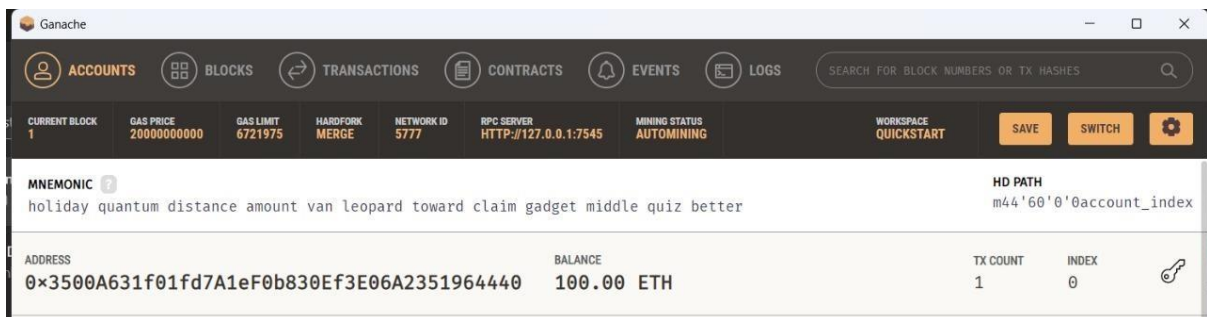 Ganache
ACCOUNTS BLOCKS TRANSACTIONS CONTRACTS EVENTS LOGS SEARCH FOR BLOCK NUMBERS OR TX HASHES
CURRENT BLOCK GAS PRICE GAS LIMIT HARDFORK NETWORK ID RPC SERVER MINING STATUS WORKSPACE
1 20000000000 6721975 MERGE 5777 HTTP://127.0.0.1:7545 AUTOMINING QUICKSTART SAVE SWITCH
MNEMONIC ? HD PATH
holiday quantum distance amount van leopard toward claim gadget middle quiz better m44'60'0'0account_index
ADDRESS BALANCE TX COUNT INDEX
0×3500A631f01fd7A1eF0b830Ef3E06A2351964440 100.00 ETH 1 0